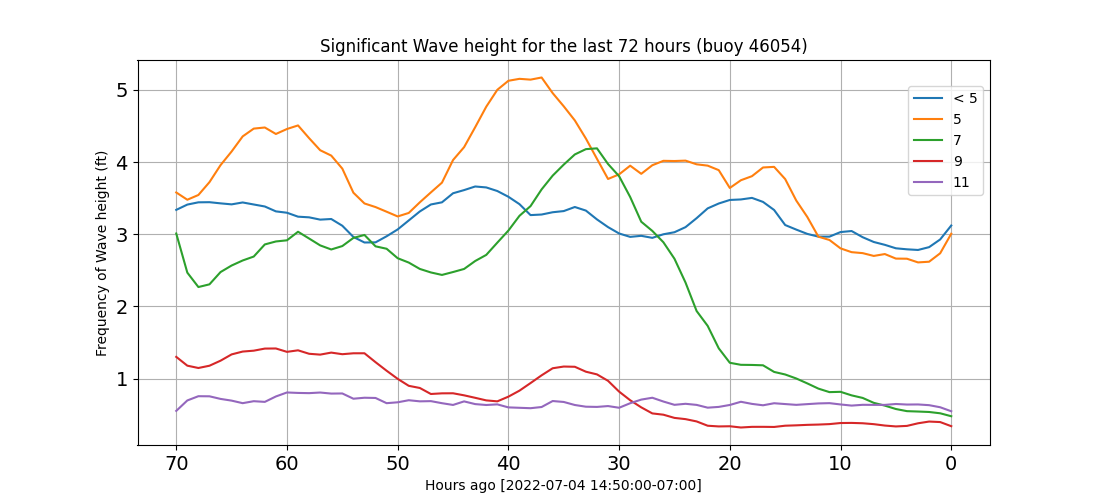 Significant Wave height for the last 72 hours (buoy 46054)
Frequency of Wave height (ft)
5
4
3
2
1
< 5
5
7
9
11
70 60 50 40 30 20 10 0
Hours ago [2022-07-04 14:50:00-07:00]